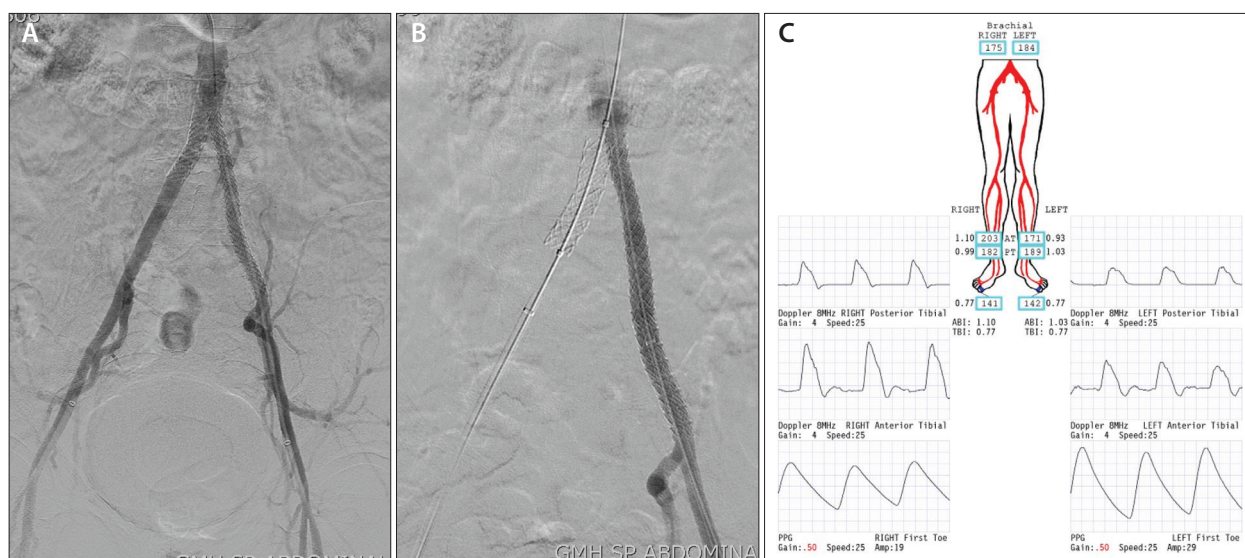 A
B
GMH SP ABDOMINA
C
Brachial
RIGHT LEFT
175 184
RIGHT LEFT
1.10 203 AT 171 0.93
0.99 182 PT 189 1.03
0.77 141 142 0.77
ABI: 1.10 ABI: 1.03
TBI: 0.77 TBI: 0.77
Doppler 8MHz RIGHT Posterior Tibial
Gain: 4 Speed:25
Doppler 8MHz LEFT Posterior Tibial
Gain: 4 Speed:25
Doppler 8MHz RIGHT Anterior Tibial
Gain: 4 Speed:25
Doppler 8MHz LEFT Anterior Tibial
Gain: 4 Speed:25
PPG RIGHT First Toe
Gain:.50 Speed:25 Amp:19
PPG LEFT First Toe
Gain:.50 Speed:25 Amp:29